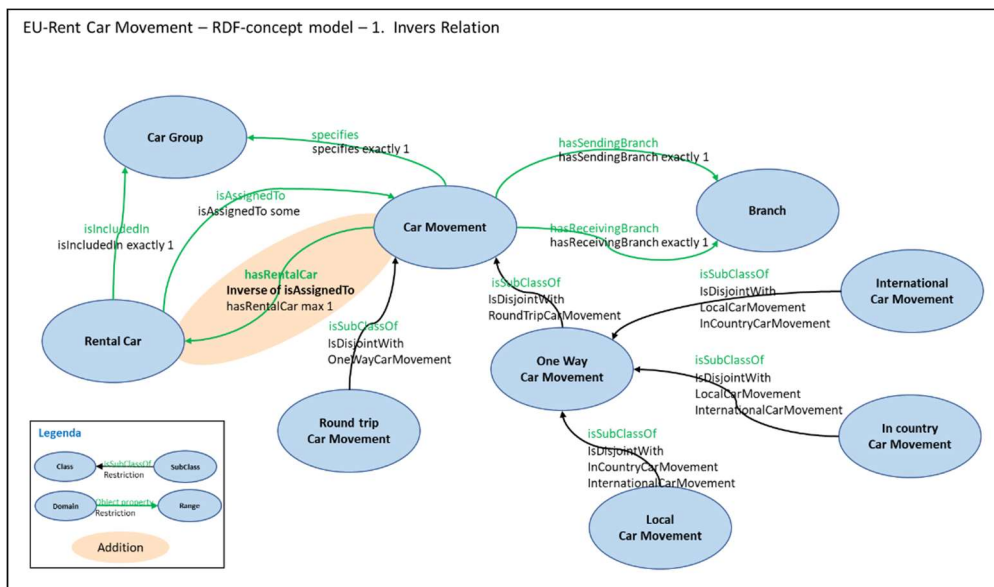 EU-Rent Car Movement – RDF-concept model – 1. Invers Relation
Car Group
specifies
specifies exactly 1
hasSendingBranch
hasSendingBranch exactly 1
isAssignedTo
isAssignedTo some
Car Movement
Branch
isIncludedIn
isIncludedIn exactly 1
hasReceivingBranch
hasReceivingBranch exactly 1
hasRentalCar
Inverse of isAssignedTo
hasRentalCar max 1
isSubClassOf
IsDisjointWith
RoundTripCarMovement
isSubClassOf
IsDisjointWith
LocalCarMovement
InCountryCarMovement
International
Car Movement
Rental Car
isSubClassOf
IsDisjointWith
OneWayCarMovement
One Way
Car Movement
isSubClassOf
IsDisjointWith
LocalCarMovement
InternationalCarMovement
Round trip
Car Movement
In country
Car Movement
isSubClassOf
IsDisjointWith
InCountryCarMovement
InternationalCarMovement
Local
Car Movement
Legenda
Class
isSubClassOf
Restriction
SubClass
Domain
Object property
Restriction
Range
Addition